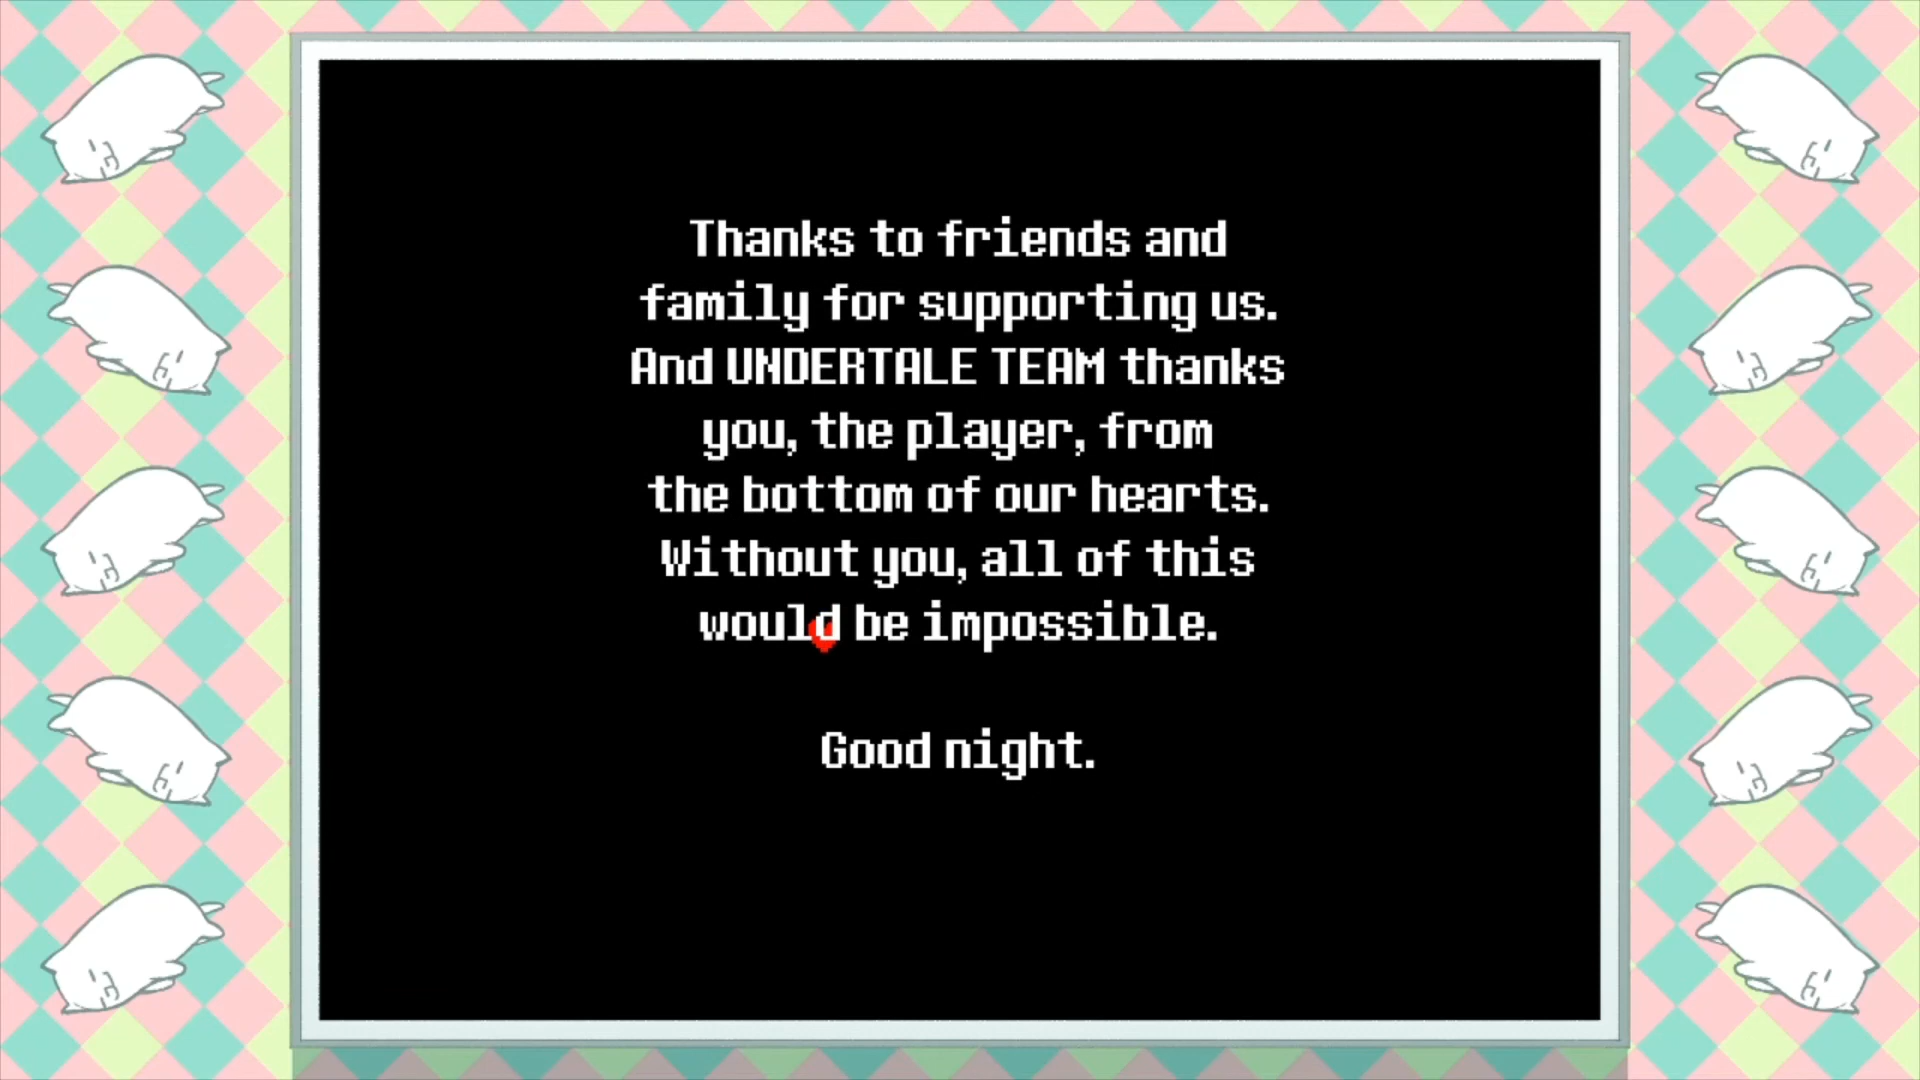 Thanks to friends and
family for supporting us.
And UNDERTALE TEAM thanks
you, the player, from
the bottom of our hearts.
Without you, all of this
would be impossible.
Good night.